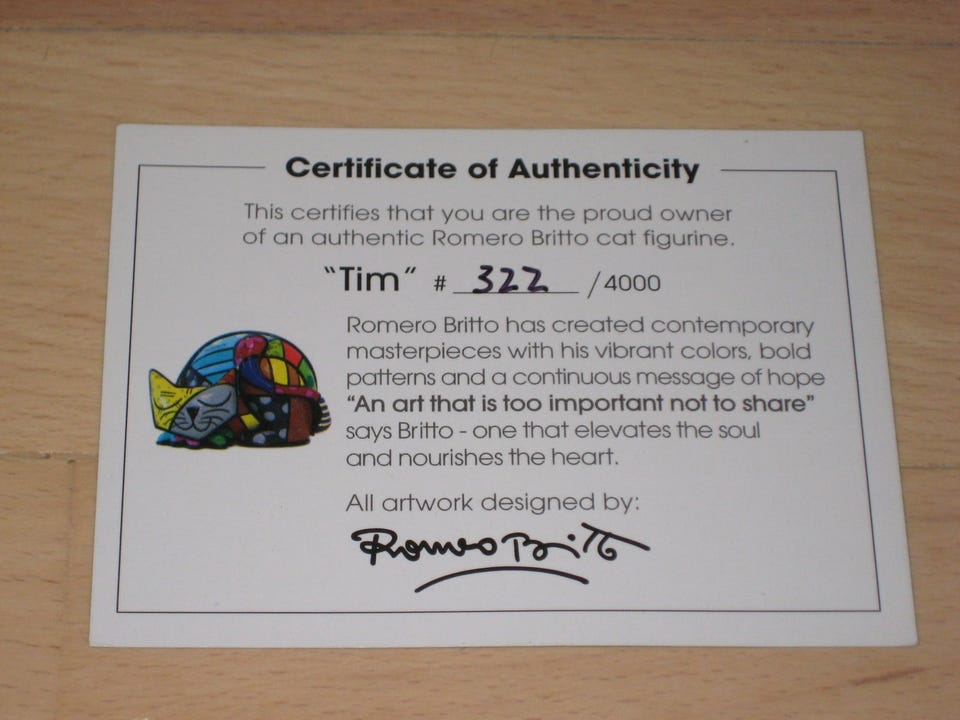 Certificate of Authenticity
This certifies that you are the proud owner
of an authentic Romero Britto cat figurine.
“Tim” # 322 /4000
Romero Britto has created contemporary
masterpieces with his vibrant colors, bold
patterns and a continuous message of hope
“An art that is too important not to share”
says Britto - one that elevates the soul
and nourishes the heart.
All artwork designed by:
Romero Britto